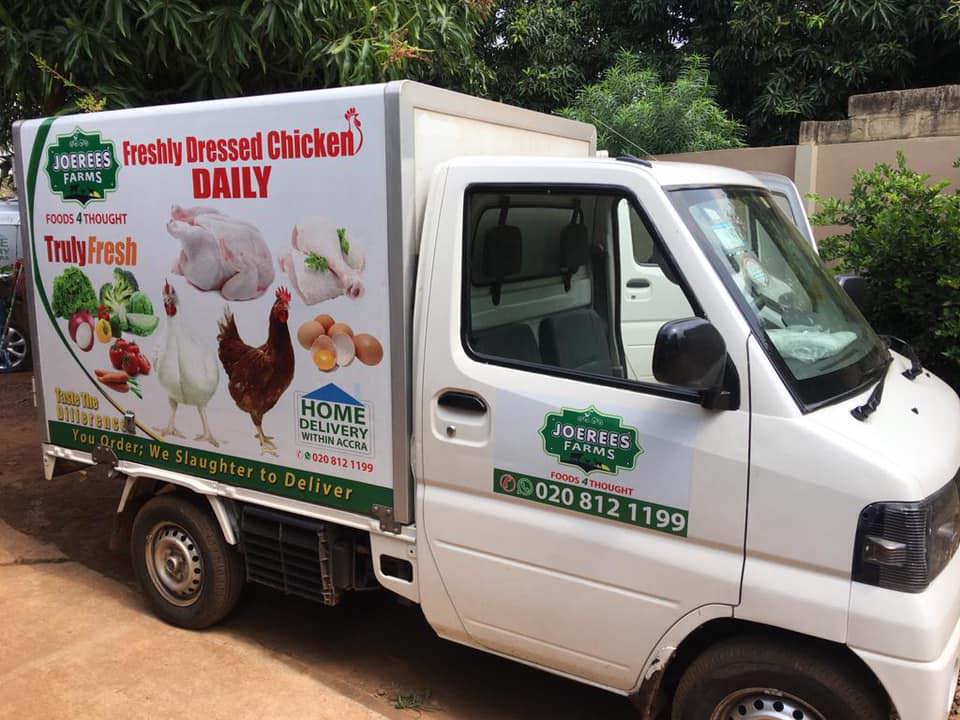 JOEREES
FARMS
FOODS 4 THOUGHT
Freshly Dressed Chicken
DAILY
Truly Fresh
Taste The
Difference
HOME
DELIVERY
WITHIN ACCRA
020 812 1199
You Order; We Slaughter to Deliver
JOEREES
FARMS
FOODS 4 THOUGHT
020 812 1199